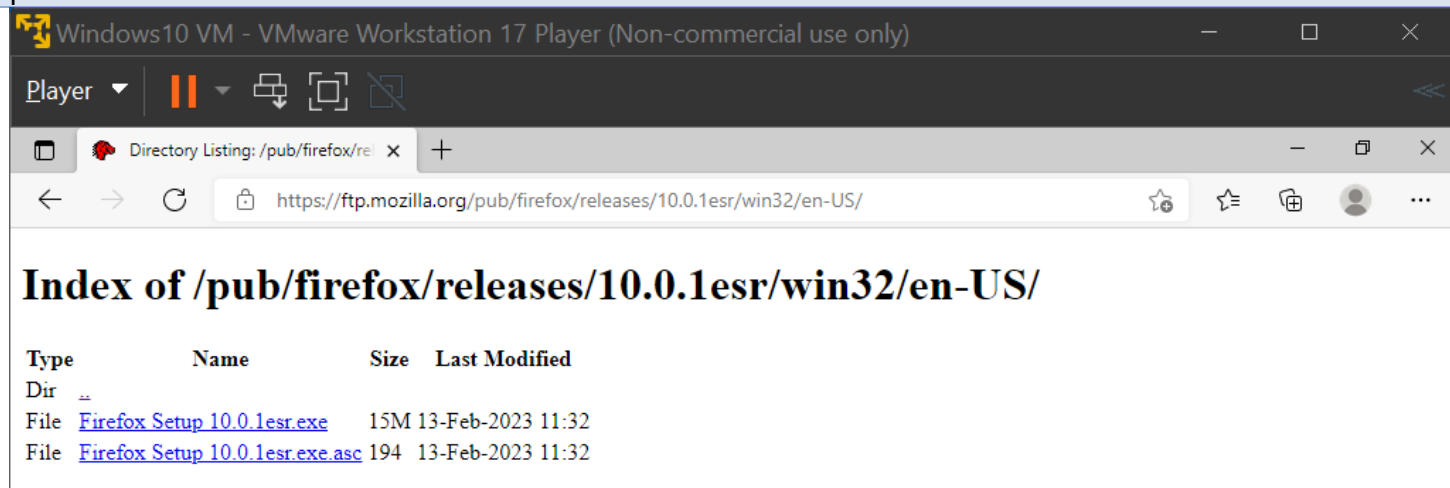 Windows10 VM - VMware Workstation 17 Player (Non-commercial use only)
Player
Directory Listing: /pub/firefox/rel
https://ftp.mozilla.org/pub/firefox/releases/10.0.1esr/win32/en-US/
Index of /pub/firefox/releases/10.0.1esr/win32/en-US/
Type Name Size Last Modified
Dir ..
File Firefox Setup 10.0.1esr.exe 15M 13-Feb-2023 11:32
File Firefox Setup 10.0.1esr.exe.asc 194 13-Feb-2023 11:32